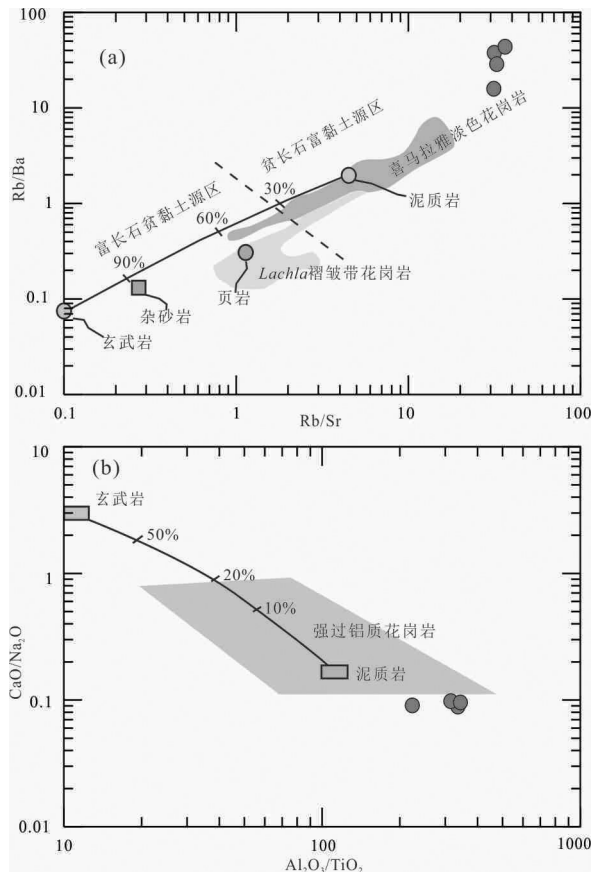 (a)
100
10
1
0.1
0.01
Rb/Ba
富长石贫黏土源区
贫长石富黏土源区
喜马拉雅淡色花岗岩
90%
60%
30%
泥质岩
Lachla褶皱带花岗岩
页岩
杂砂岩
玄武岩
0.1
1
10
100
Rb/Sr
(b)
10
1
0.1
0.01
CaO/Na₂O
玄武岩
50%
20%
10%
强过铝质花岗岩
泥质岩
10
100
1000
Al₂O₃/TiO₂